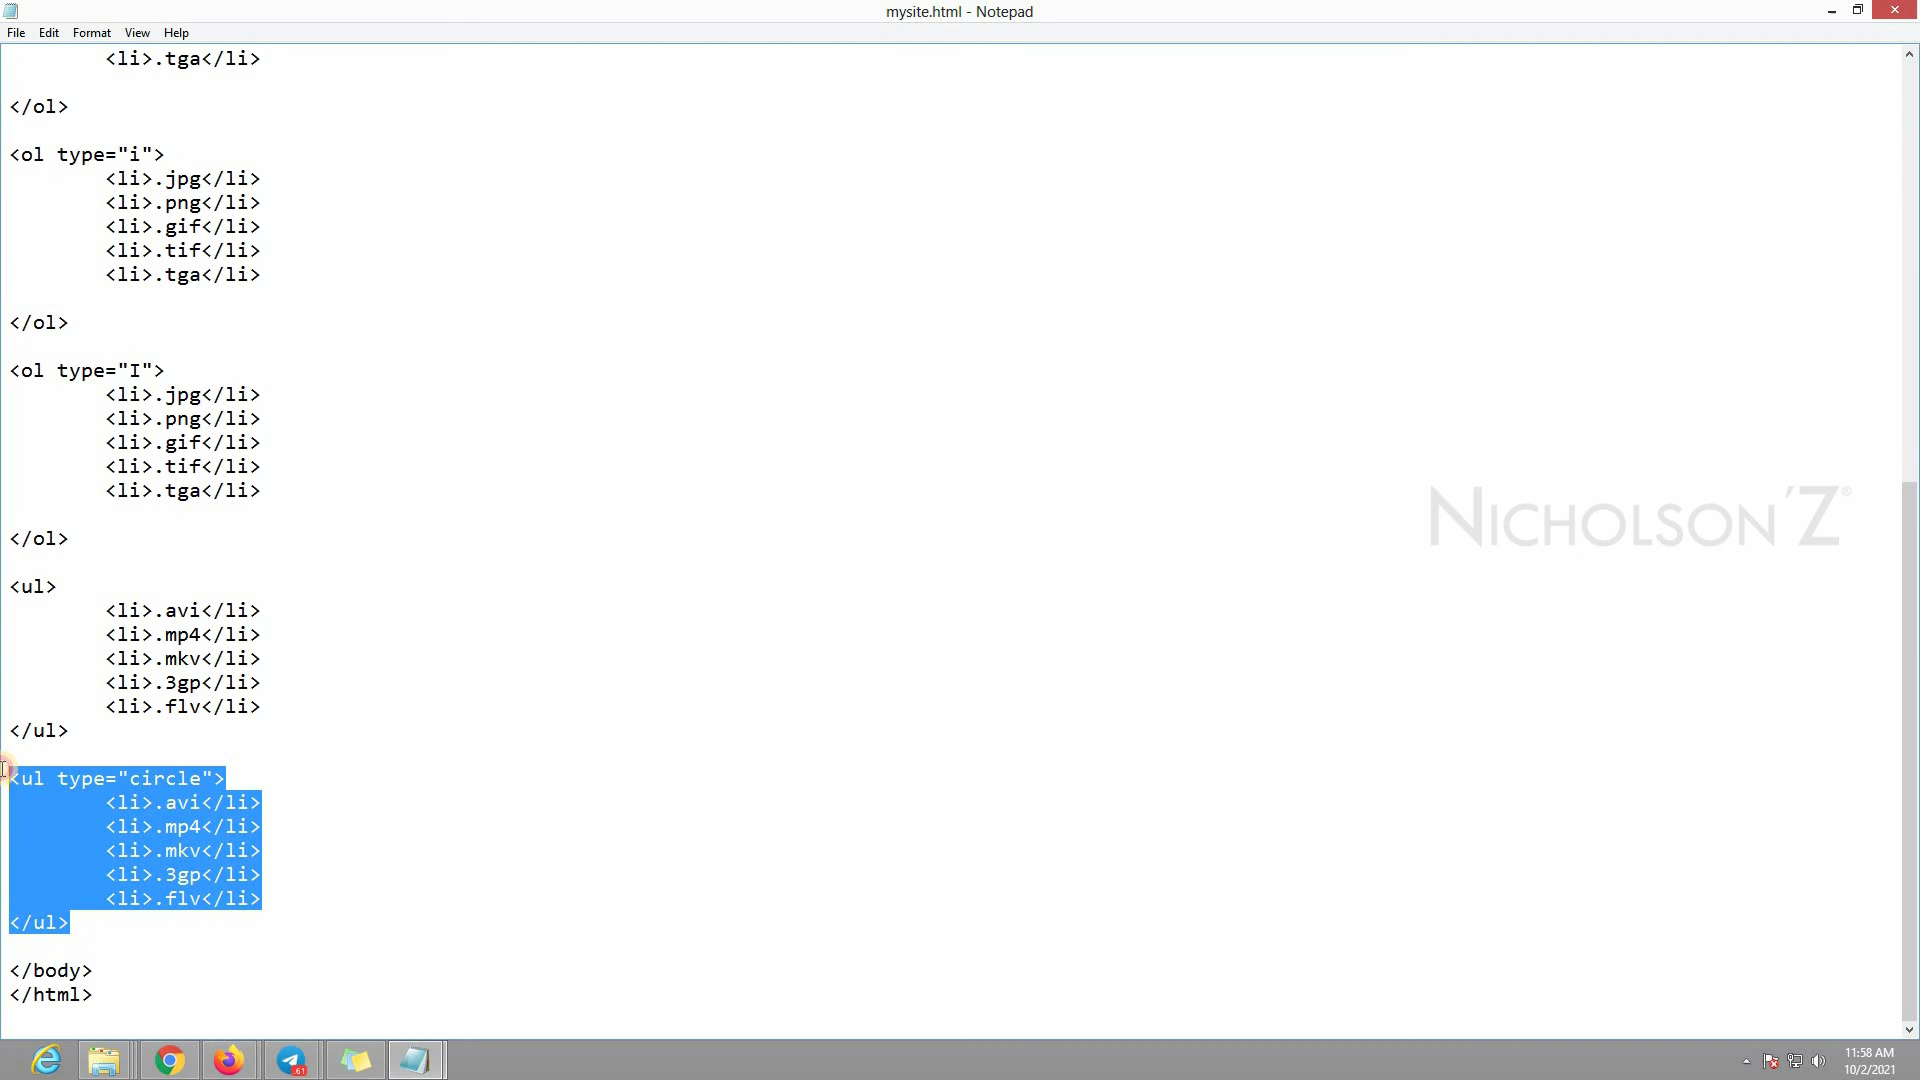 mysite.html - Notepad
File Edit Format View Help
<li>.tga</li>
</ol>
<ol type="i">
<li>.jpg</li>
<li>.png</li>
<li>.gif</li>
<li>.tif</li>
<li>.tga</li>
</ol>
<ol type="I">
<li>.jpg</li>
<li>.png</li>
<li>.gif</li>
<li>.tif</li>
<li>.tga</li>
</ol>
NICHOLSON'Z®
<ul>
<li>.avi</li>
<li>.mp4</li>
<li>.mkv</li>
<li>.3gp</li>
<li>.flv</li>
</ul>
<ul type="circle">
<li>.avi</li>
<li>.mp4</li>
<li>.mkv</li>
<li>.3gp</li>
<li>.flv</li>
</ul>
</body>
</html>
.61
11:58 AM
10/2/2021